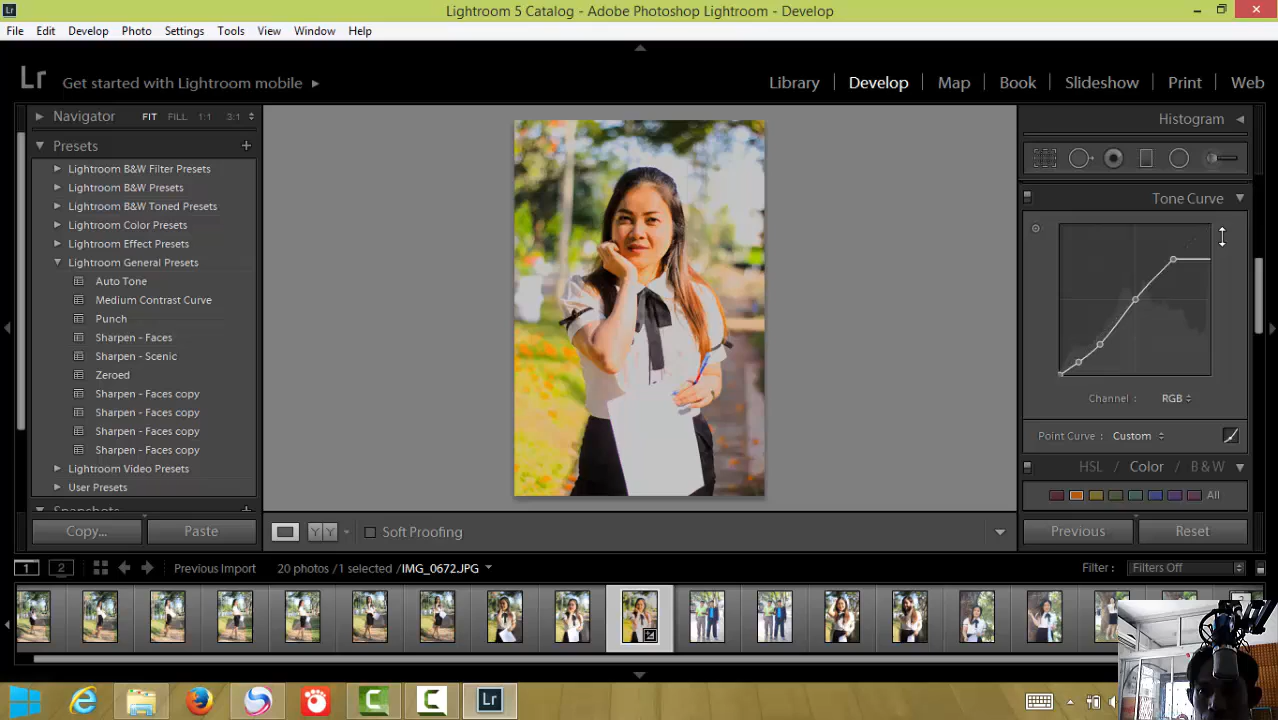 Lr Lightroom 5 Catalog - Adobe Photoshop Lightroom - Develop
File Edit Develop Photo Settings Tools View Window Help
Lr Get started with Lightroom mobile Library Develop Map Book Slideshow Print Web
Navigator FIT FILL 1:1 3:1
Histogram
Presets
Lightroom B&W Filter Presets
Lightroom B&W Presets
Lightroom B&W Toned Presets
Lightroom Color Presets
Lightroom Effect Presets
Lightroom General Presets
Auto Tone
Medium Contrast Curve
Punch
Sharpen - Faces
Sharpen - Scenic
Zeroed
Sharpen - Faces copy
Sharpen - Faces copy
Sharpen - Faces copy
Sharpen - Faces copy
Lightroom Video Presets
User Presets
Snapshots
Copy... Paste
Tone Curve
Channel : RGB
Point Curve : Custom
HSL / Color / B&W
All
Previous Reset
YY Soft Proofing
1 2 Previous Import 20 photos / 1 selected / IMG_0672.JPG Filter : Filters Off
Lr